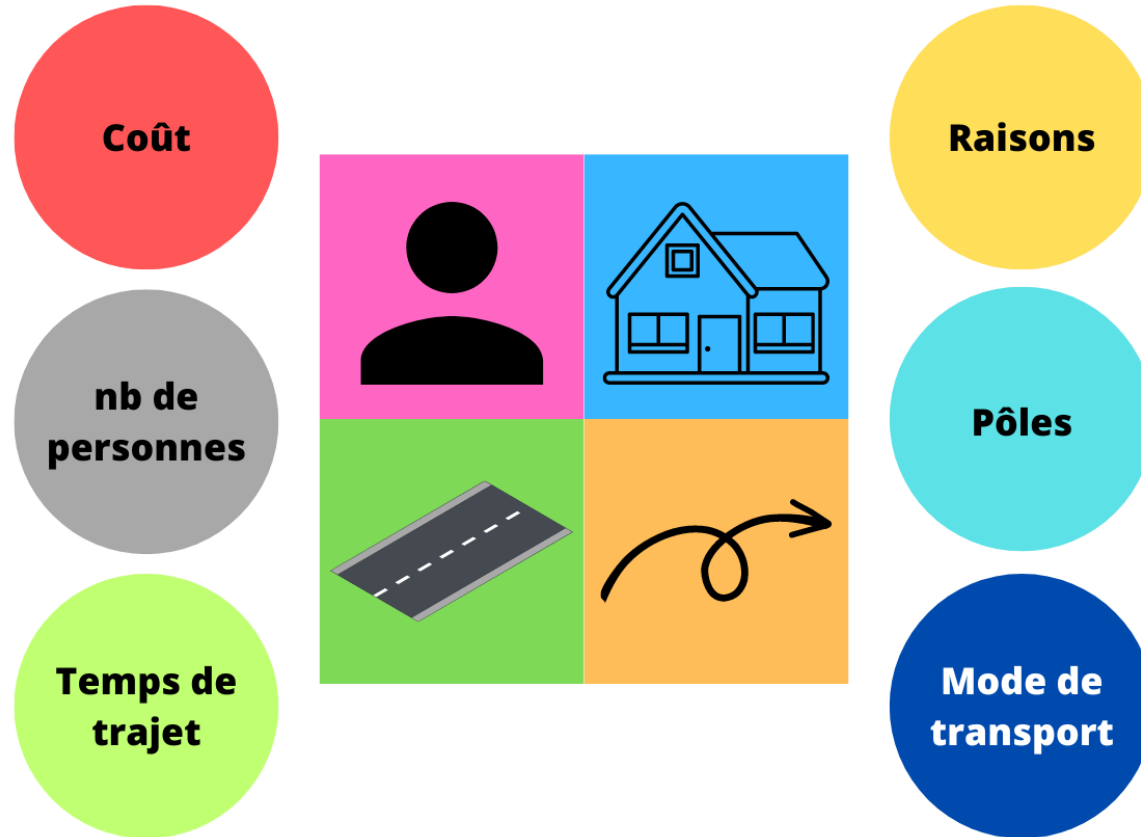 Coût
Raisons
nb de
personnes
Pôles
Temps de
trajet
Mode de
transport